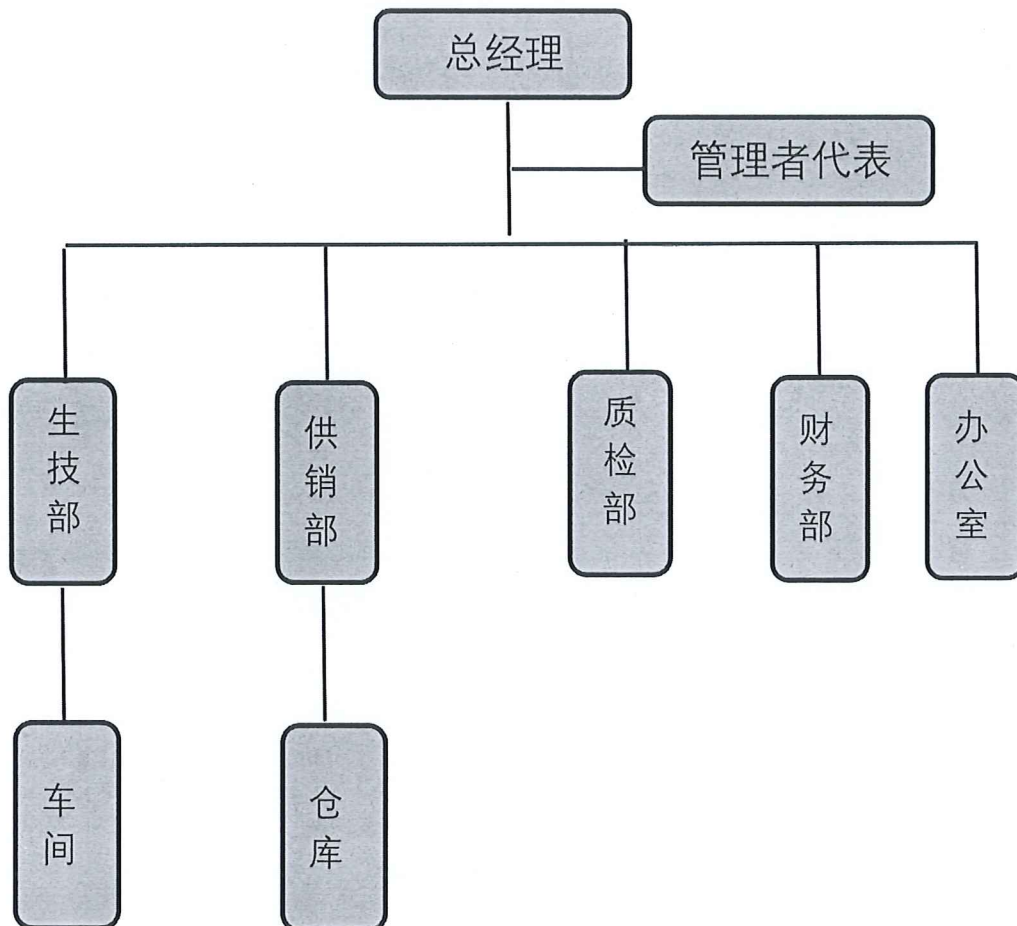 总经理
管理者代表
生技部
供销部
质检部
财务部
办公室
车间
仓库